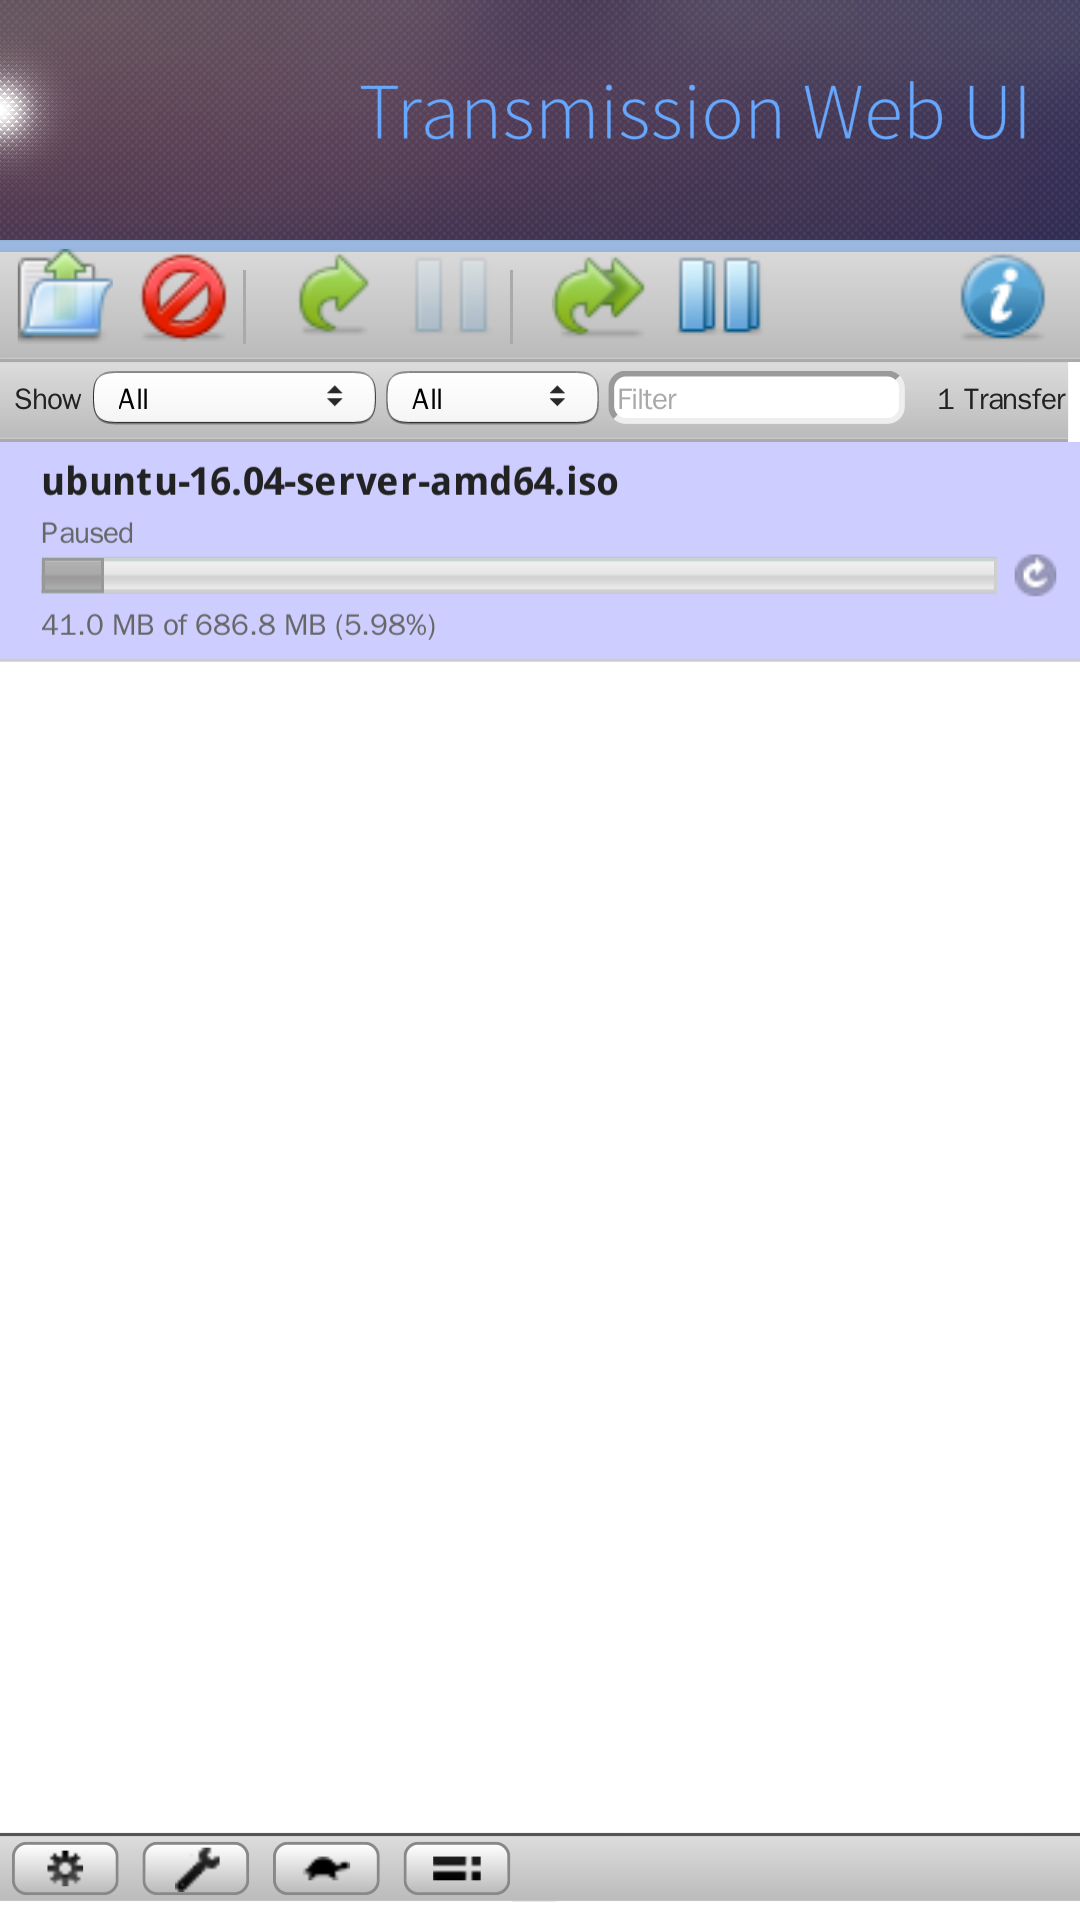 Transmission Web UI
Show All All Filter 1 Transfer
ubuntu-16.04-server-amd64.iso
Paused
41.0 MB of 686.8 MB (5.98%)